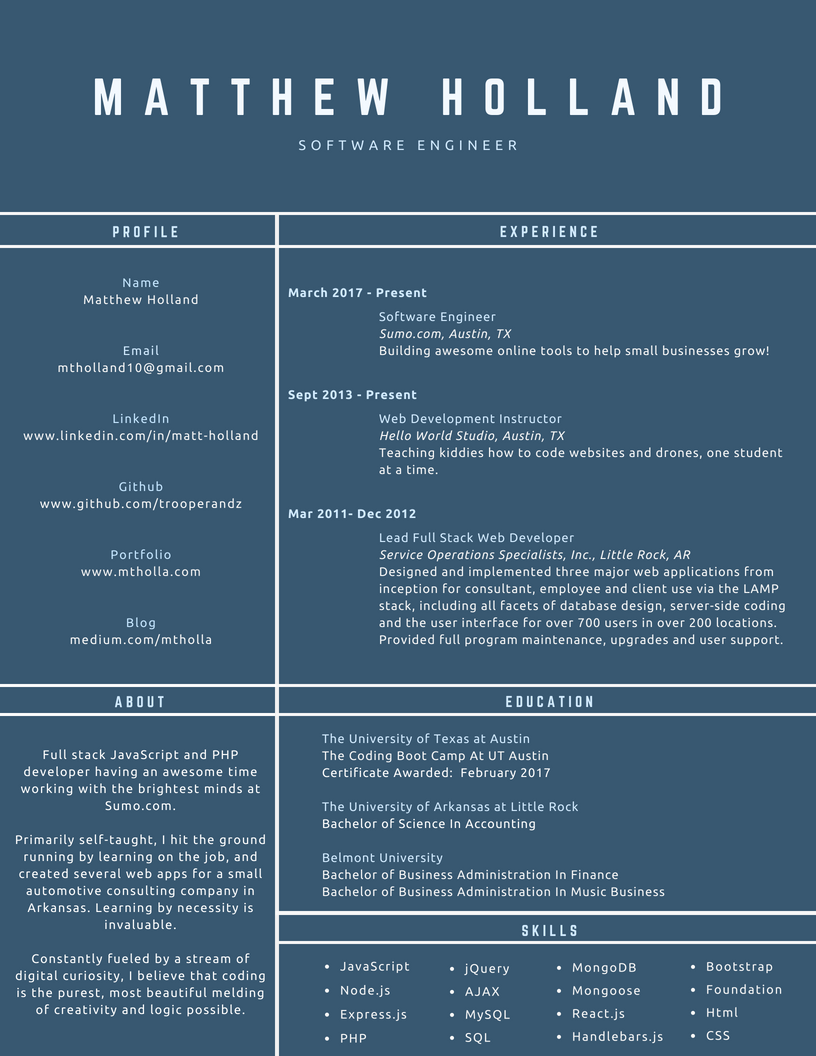 MATTHEW HOLLAND
SOFTWARE ENGINEER
PROFILE
Name
Matthew Holland
Email
mtholland10@gmail.com
LinkedIn
www.linkedin.com/in/matt-holland
Github
www.github.com/trooperandz
Portfolio
www.mtholla.com
Blog
medium.com/mtholla
EXPERIENCE
March 2017 - Present
Software Engineer
Sumo.com, Austin, TX
Building awesome online tools to help small businesses grow!
Sept 2013 - Present
Web Development Instructor
Hello World Studio, Austin, TX
Teaching kiddies how to code websites and drones, one student
at a time.
Mar 2011- Dec 2012
Lead Full Stack Web Developer
Service Operations Specialists, Inc., Little Rock, AR
Designed and implemented three major web applications from
inception for consultant, employee and client use via the LAMP
stack, including all facets of database design, server-side coding
and the user interface for over 700 users in over 200 locations.
Provided full program maintenance, upgrades and user support.
ABOUT
Full stack JavaScript and PHP
developer having an awesome time
working with the brightest minds at
Sumo.com.
Primarily self-taught, I hit the ground
running by learning on the job, and
created several web apps for a small
automotive consulting company in
Arkansas. Learning by necessity is
invaluable.
Constantly fueled by a stream of
digital curiosity, I believe that coding
is the purest, most beautiful melding
of creativity and logic possible.
EDUCATION
The University of Texas at Austin
The Coding Boot Camp At UT Austin
Certificate Awarded: February 2017
The University of Arkansas at Little Rock
Bachelor of Science In Accounting
Belmont University
Bachelor of Business Administration In Finance
Bachelor of Business Administration In Music Business
SKILLS
• JavaScript
• Node.js
• Express.js
• PHP
• jQuery
• AJAX
• MySQL
• SQL
• MongoDB
• Mongoose
• React.js
• Handlebars.js
• Bootstrap
• Foundation
• Html
• CSS